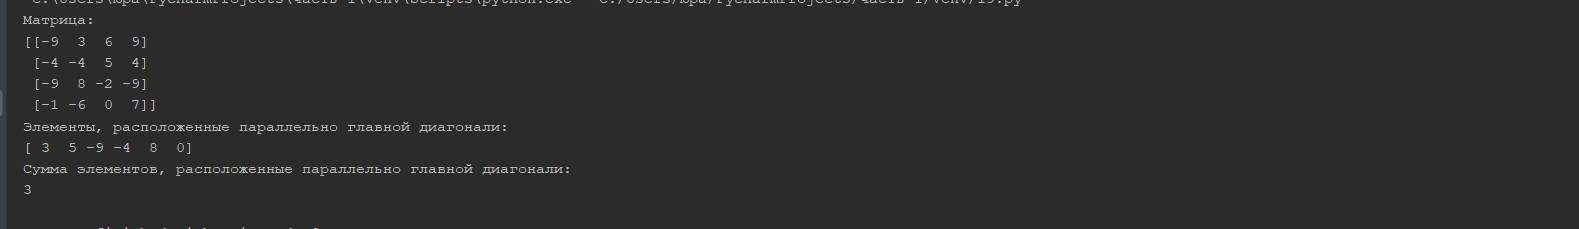 Матрица:
[[-9  3  6  9]
 [-4 -4  5  4]
 [-9  8 -2 -9]
 [-1 -6  0  7]]
Элементы, расположенные параллельно главной диагонали:
[ 3  5 -9 -4  8  0]
Сумма элементов, расположенные параллельно главной диагонали:
3